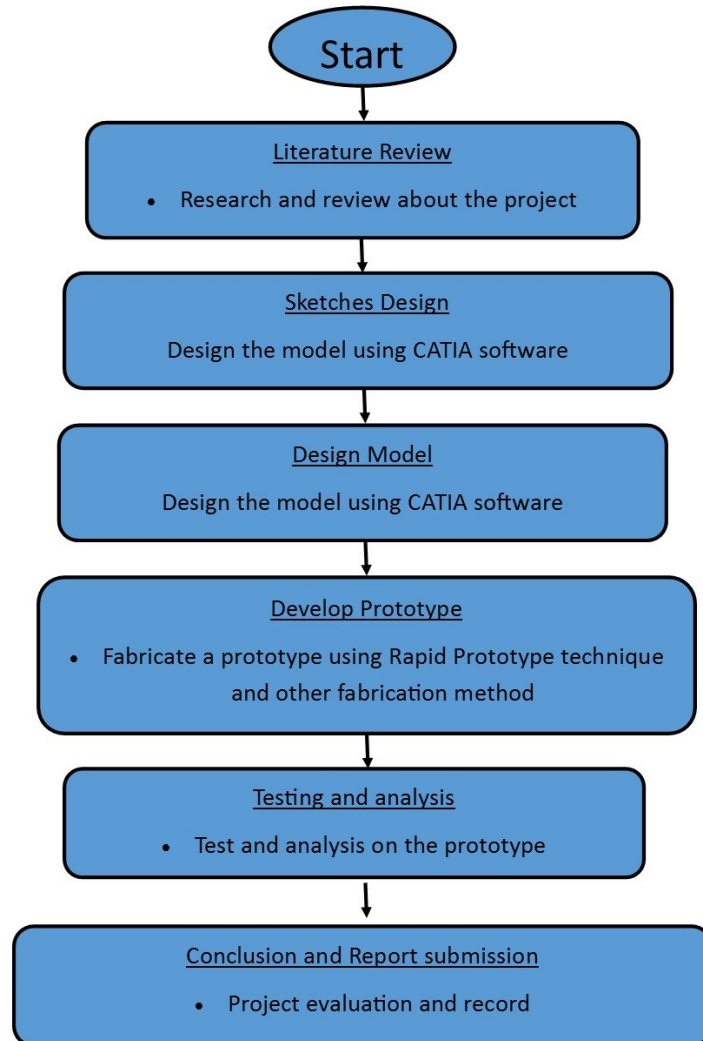 Start
Literature Review
• Research and review about the project
Sketches Design
Design the model using CATIA software
Design Model
Design the model using CATIA software
Develop Prototype
• Fabricate a prototype using Rapid Prototype technique
and other fabrication method
Testing and analysis
• Test and analysis on the prototype
Conclusion and Report submission
• Project evaluation and record